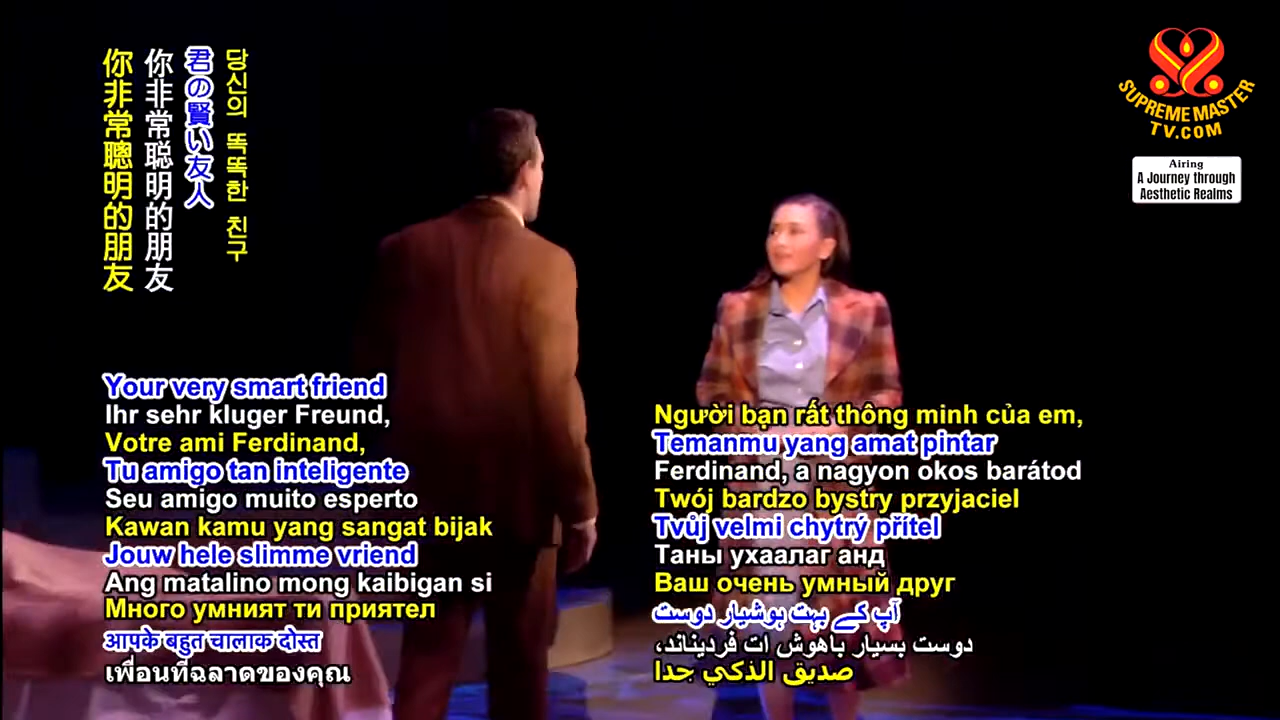 당신의 똑똑한 친구
君の賢い友人
你非常聪明的朋友
你非常聰明的朋友
SUPREME MASTER
TV.COM
Airing
A Journey through
Aesthetic Realms
Your very smart friend
Ihr sehr kluger Freund,
Votre ami Ferdinand,
Tu amigo tan inteligente
Seu amigo muito esperto
Kawan kamu yang sangat bijak
Jouw hele slimme vriend
Ang matalino mong kaibigan si
Много умният ти приятел
आपके बहुत चालाक दोस्त
เพื่อนที่ฉลาดของคุณ
Người bạn rất thông minh của em,
Temanmu yang amat pintar
Ferdinand, a nagyon okos barátod
Twój bardzo bystry przyjaciel
Tvůj velmi chytrý přítel
Таны ухаалаг анд
Ваш очень умный друг
آپ کے بہت ہوشیار دوست
دوست بسیار باهوش ات فردیناند،
صديق الذكي جدا